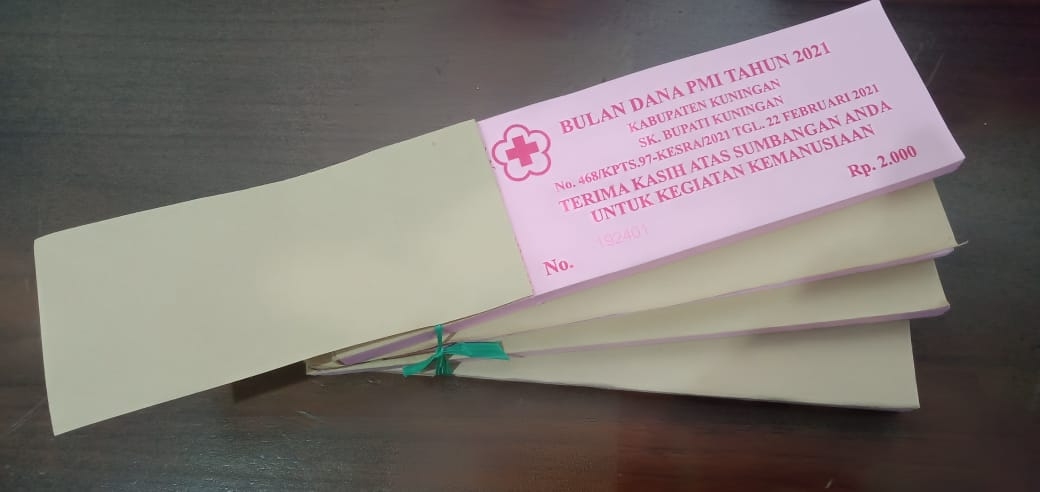 BULAN DANA PMI TAHUN 2021
KABUPATEN KUNINGAN
SK. BUPATI KUNINGAN
No. 468/KPTS.97-KESRA/2021 TGL. 22 FEBRUARI 2021
TERIMA KASIH ATAS SUMBANGAN ANDA
UNTUK KEGIATAN KEMANUSIAAN
Rp. 2.000
No. 192401